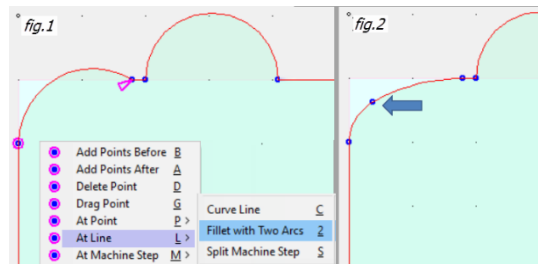 fig.1
fig.2
Add Points Before B
Add Points After A
Delete Point D
Drag Point G
At Point P >
At Line L >
At Machine Step M >
Curve Line C
Fillet with Two Arcs 2
Split Machine Step S